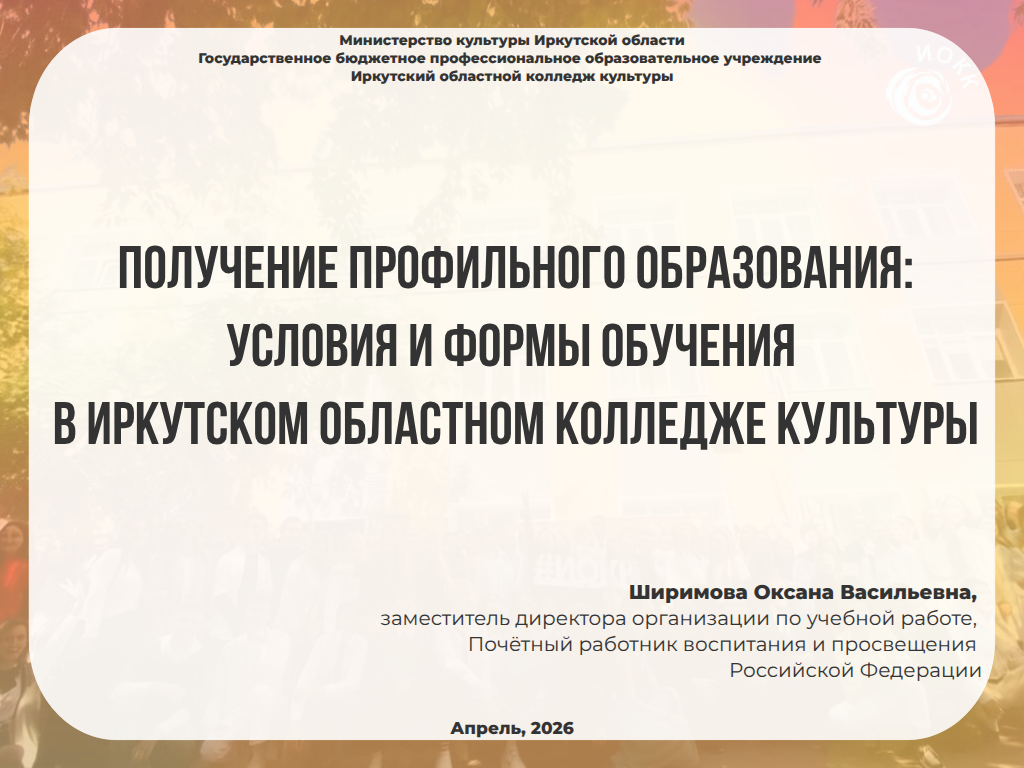 Министерство культуры Иркутской области
Государственное бюджетное профессиональное образовательное учреждение
Иркутский областной колледж культуры
ИОКК
ПОЛУЧЕНИЕ ПРОФИЛЬНОГО ОБРАЗОВАНИЯ:
УСЛОВИЯ И ФОРМЫ ОБУЧЕНИЯ
В ИРКУТСКОМ ОБЛАСТНОМ КОЛЛЕДЖЕ КУЛЬТУРЫ
Ширимова Оксана Васильевна,
заместитель директора организации по учебной работе,
Почётный работник воспитания и просвещения
Российской Федерации
Апрель, 2026